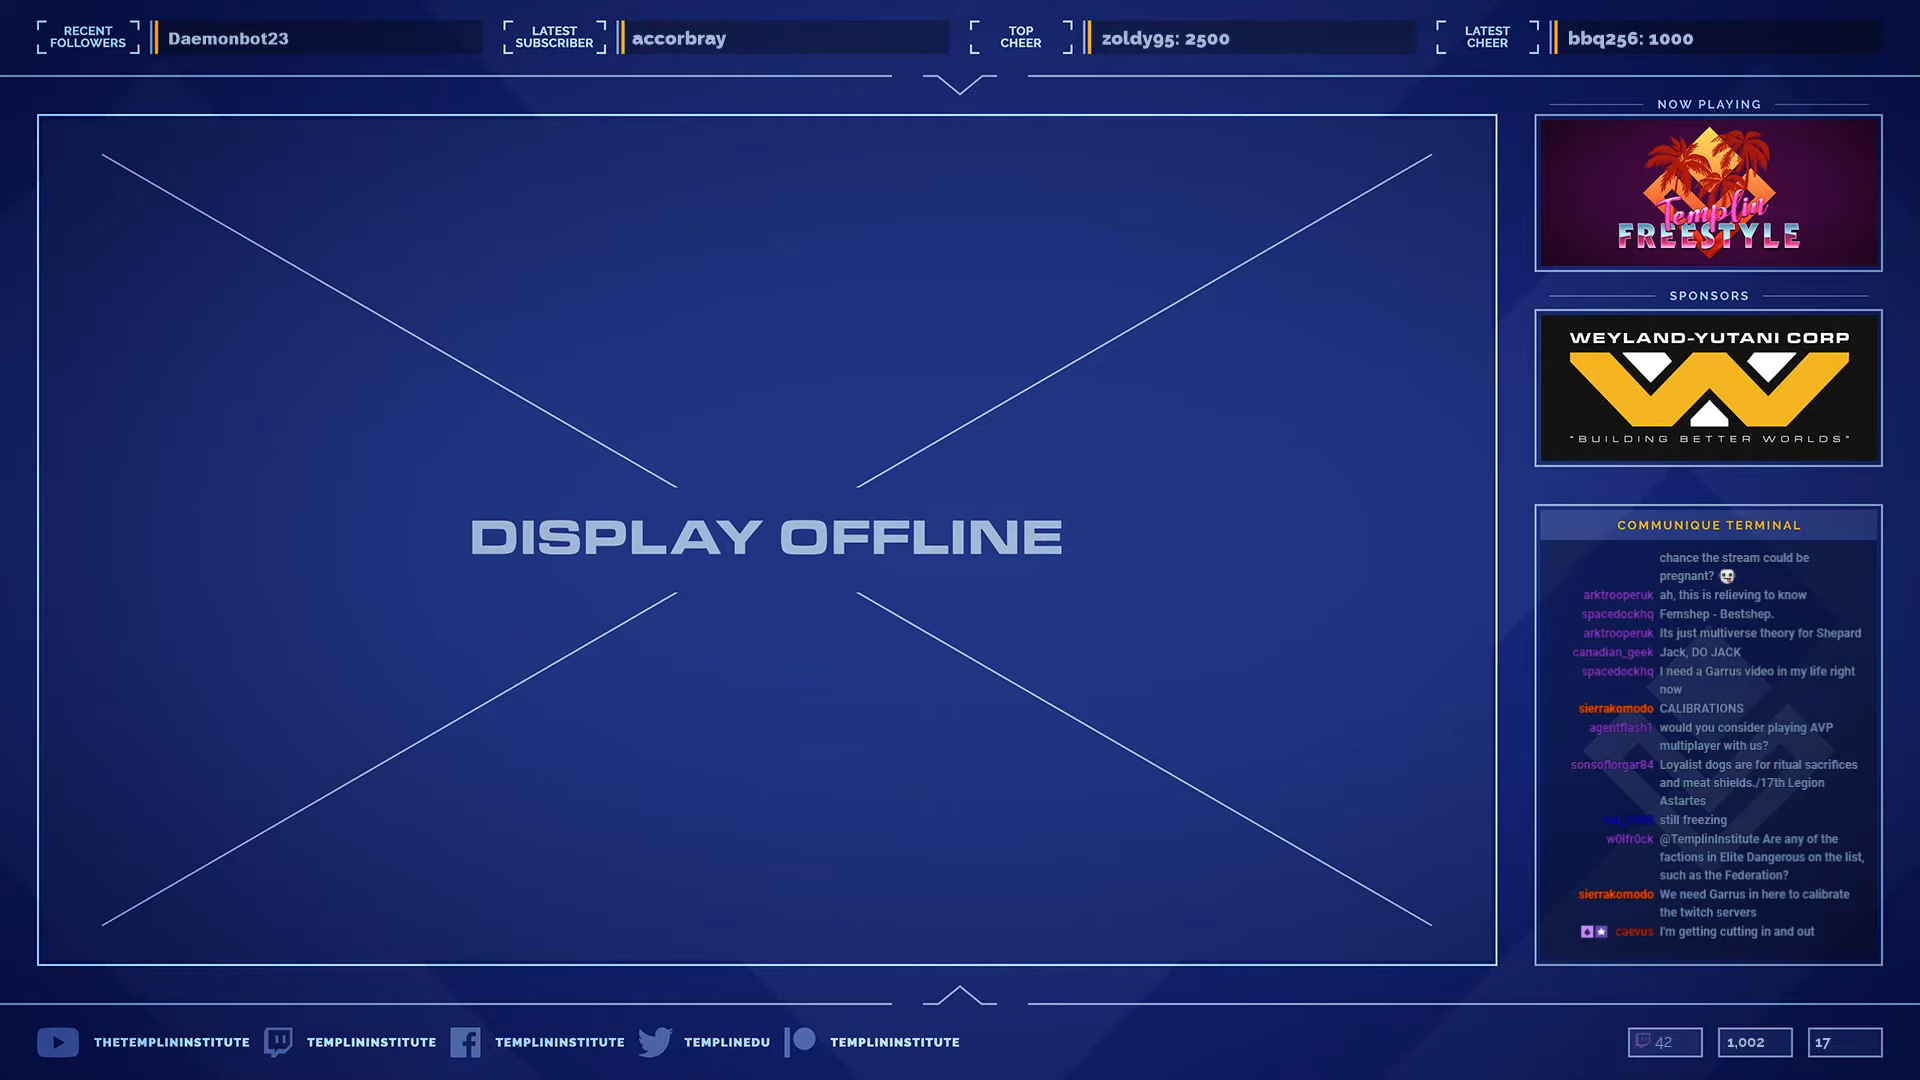 RECENT
FOLLOWERS
Daemonbot23
LATEST
SUBSCRIBER
accorbray
TOP
CHEER
zoldy95: 2500
LATEST
CHEER
bbq256: 1000
NOW PLAYING
Templin
FREESTYLE
SPONSORS
WEYLAND-YUTANI CORP
"BUILDING BETTER WORLDS"
DISPLAY OFFLINE
COMMUNIQUE TERMINAL
chance the stream could be
pregnant?
arktrooperuk ah, this is relieving to know
spacedockhq Femshep - Bestshep.
arktrooperuk Its just multiverse theory for Shepard
canadian_geek Jack, DO JACK
spacedockhq I need a Garrus video in my life right
now
sierrakomodo CALIBRATIONS
agentflash1 would you consider playing AVP
multiplayer with us?
sonsoflorgar84 Loyalist dogs are for ritual sacrifices
and meat shields./17th Legion
Astartes
still freezing
w0lfr0ck @TemplinInstitute Are any of the
factions in Elite Dangerous on the list,
such as the Federation?
sierrakomodo We need Garrus in here to calibrate
the twitch servers
caevus I'm getting cutting in and out
THETEMPLININSTITUTE
TEMPLININSTITUTE
TEMPLININSTITUTE
TEMPLINEDU
TEMPLININSTITUTE
42
1,002
17